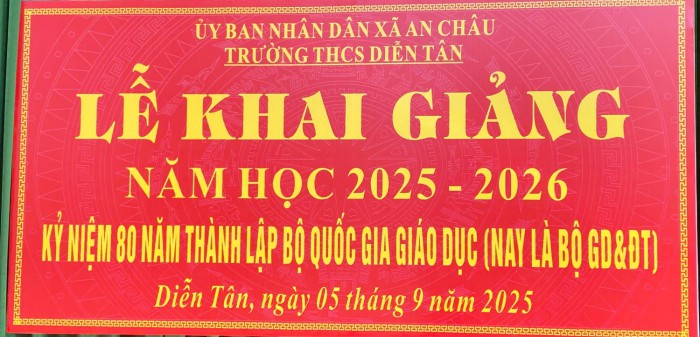 ỦY BAN NHÂN DÂN XÃ AN CHÂU
TRƯỜNG THCS DIỄN TÂN
LỄ KHAI GIẢNG
NĂM HỌC 2025 - 2026
KỶ NIỆM 80 NĂM THÀNH LẬP BỘ QUỐC GIA GIÁO DỤC (NAY LÀ BỘ GD&ĐT)
Diễn Tân, ngày 05 tháng 9 năm 2025